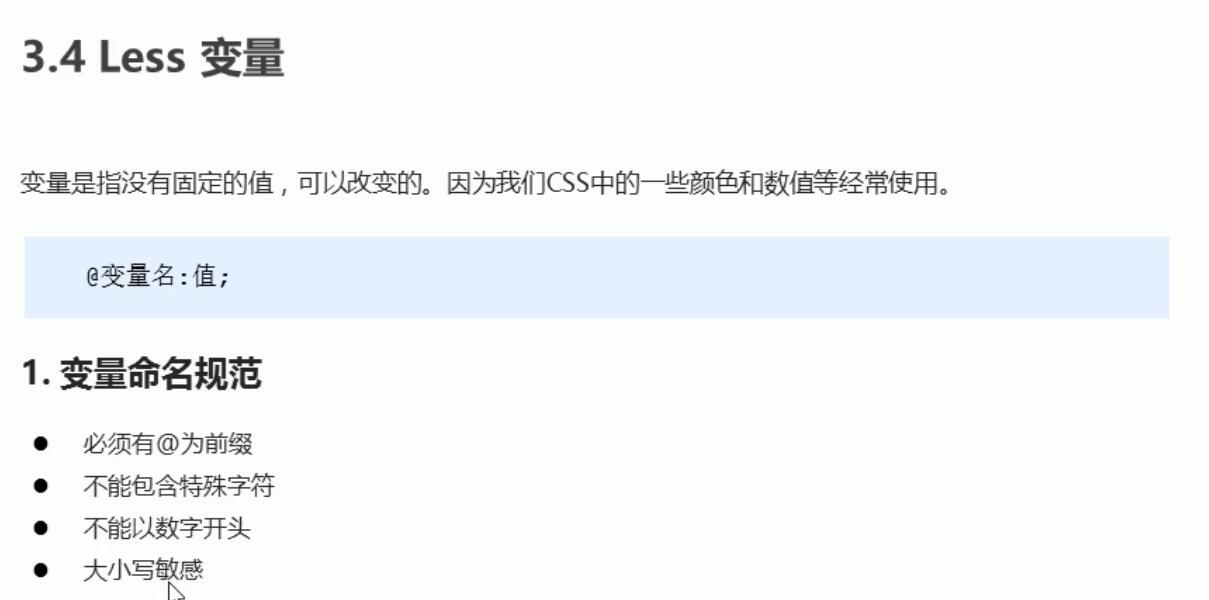 3.4 Less 变量
变量是指没有固定的值，可以改变的。因为我们CSS中的一些颜色和数值等经常使用。
@变量名:值;
1. 变量命名规范
● 必须有@为前缀
● 不能包含特殊字符
● 不能以数字开头
● 大小写敏感